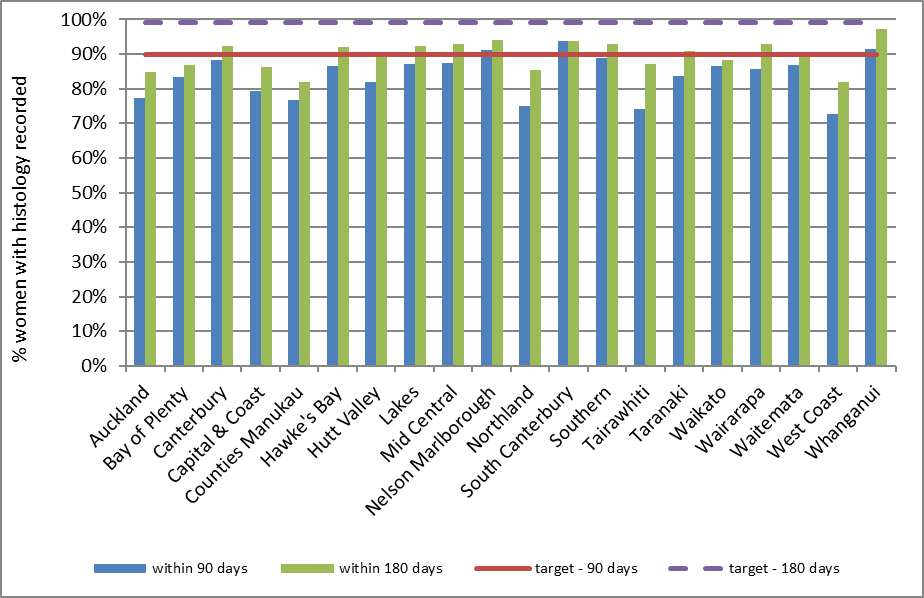 100%
90%
80%
70%
60%
50%
40%
30%
20%
10%
0%
% women with histology recorded
Auckland
Bay of Plenty
Canterbury
Capital & Coast
Counties Manukau
Hawke's Bay
Hutt Valley
Lakes
Mid Central
Nelson Marlborough
Northland
South Canterbury
Southern
Tairawhiti
Taranaki
Waikato
Wairarapa
Waitemata
West Coast
Whanganui
within 90 days
within 180 days
target - 90 days
target - 180 days